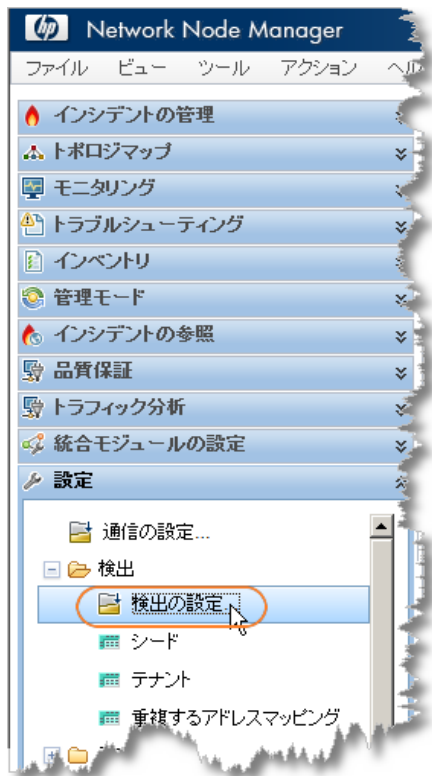 hp Network Node Manager
ファイル ビュー ツール アクション ヘル
インシデントの管理
トポロジマップ
モニタリング
トラブルシューティング
インベントリ
管理モード
インシデントの参照
品質保証
トラフィック分析
統合モジュールの設定
設定
通信の設定...
検出
検出の設定...
シード
テナント
重複するアドレスマッピング